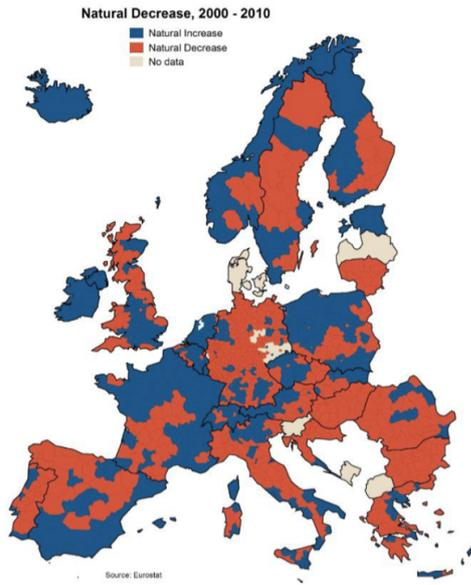 Natural Decrease, 2000 - 2010
Natural Increase
Natural Decrease
No data
Source: Eurostat